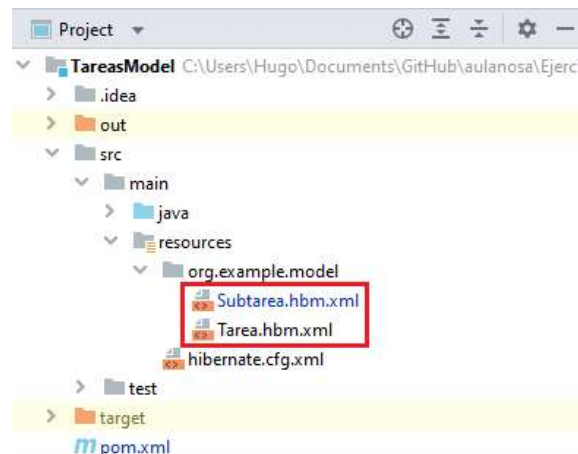 Project
TareasModel C:\Users\Hugo\Documents\GitHub\aulanosa\Ejerc
.idea
out
src
main
java
resources
org.example.model
Subtarea.hbm.xml
Tarea.hbm.xml
hibernate.cfg.xml
test
target
m pom.xml